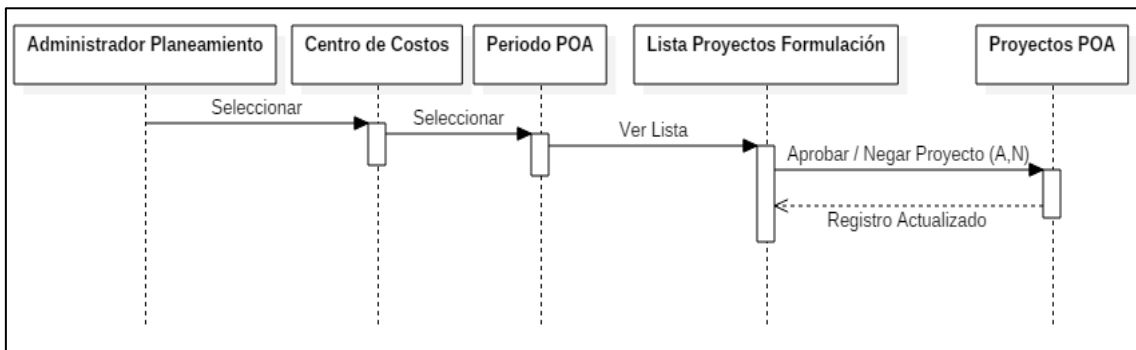 Administrador Planeamiento
Centro de Costos
Periodo POA
Lista Proyectos Formulación
Proyectos POA
Seleccionar
Seleccionar
Ver Lista
Aprobar / Negar Proyecto (A,N)
Registro Actualizado